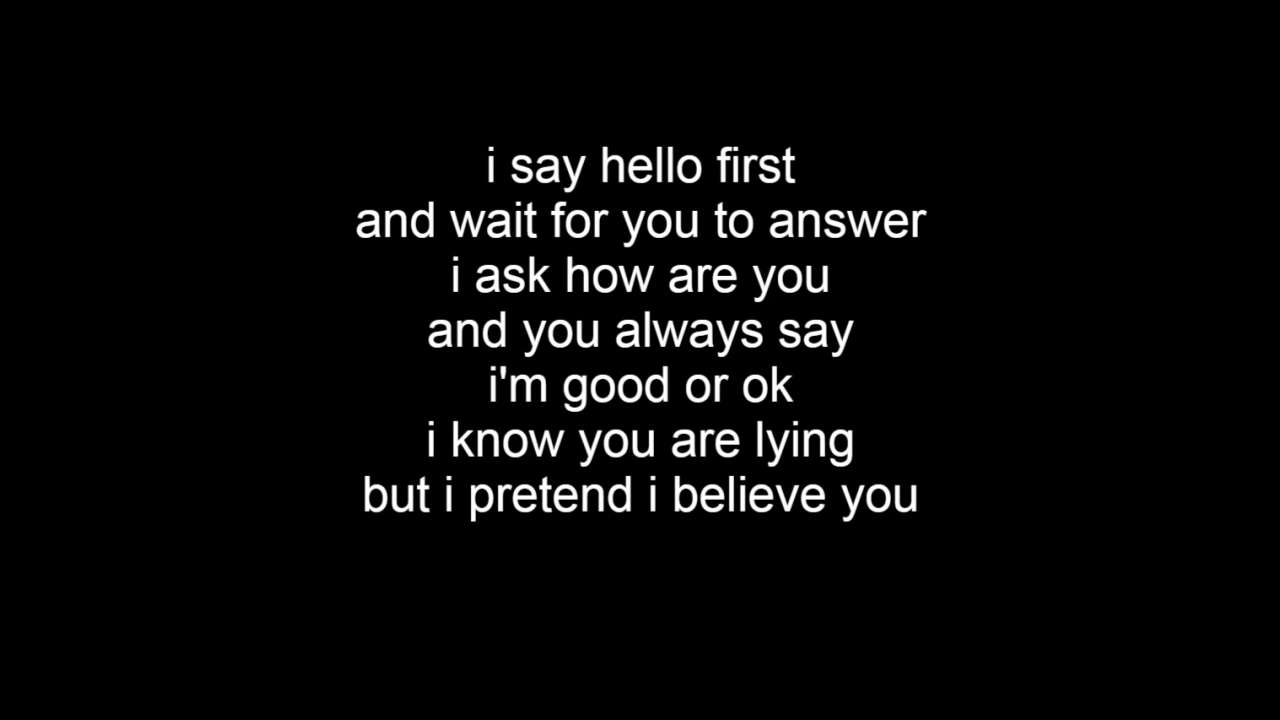 i say hello first
and wait for you to answer
i ask how are you
and you always say
i'm good or ok
i know you are lying
but i pretend i believe you